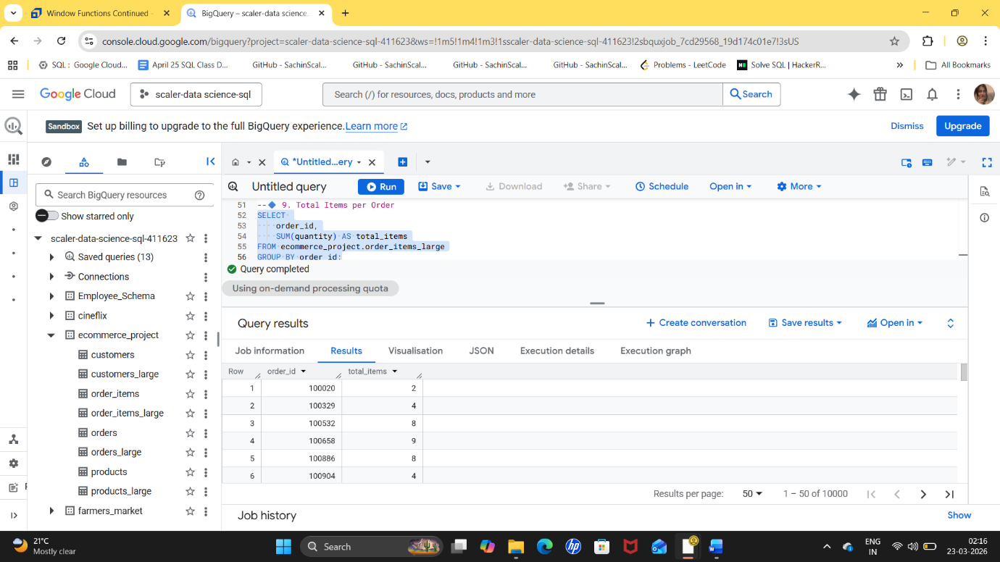 Window Functions Continued -
BigQuery – scaler-data science.
console.cloud.google.com/bigquery?project=scaler-data-science-sql-411623&ws=!1m5!1m4!1m3!1sscaler-data-science-sql-411623!2sbquxjob_7cd29568_19d174c01e7!3sUS
SQL : Google Cloud...
April 25 SQL Class D...
GitHub - SachinScal...
GitHub - SachinScal...
GitHub - SachinScal...
GitHub - SachinScal...
Problems - LeetCode
Solve SQL | HackerR...
»
All Bookmarks
Google Cloud
scaler-data science-sql
Search (/) for resources, docs, products and more
Search
Sandbox
Set up billing to upgrade to the full BigQuery experience. Learn more
Dismiss
Upgrade
*Untitled...ery
Search BigQuery resources
Untitled query
Run
Save
Download
Share
Schedule
Open in
More
Show starred only
51 --🔹 9. Total Items per Order
52 SELECT
53 order_id,
54 SUM(quantity) AS total_items
55 FROM ecommerce_project.order_items_large
56 GROUP BY order_id;
Query completed
Using on-demand processing quota
scaler-data-science-sql-411623
Saved queries (13)
Connections
Employee_Schema
cineflix
ecommerce_project
customers
customers_large
order_items
order_items_large
orders
orders_large
products
products_large
farmers_market
Query results
Create conversation
Save results
Open in
Job information
Results
Visualisation
JSON
Execution details
Execution graph
Row order_id total_items
1 100020 2
2 100329 4
3 100532 8
4 100658 9
5 100886 8
6 100904 4
Results per page: 50 1 – 50 of 10000
Job history
Show
21°C
Mostly clear
Search
ENG
IN
02:16
23-03-2026